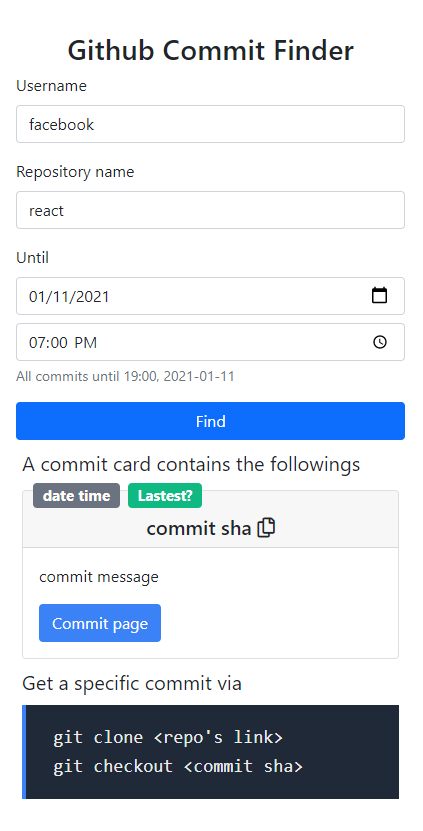 Github Commit Finder
Username
facebook
Repository name
react
Until
01/11/2021
07:00 PM
All commits until 19:00, 2021-01-11
Find
A commit card contains the followings
date time Lastest?
commit sha
commit message
Commit page
Get a specific commit via
git clone <repo's link>
git checkout <commit sha>